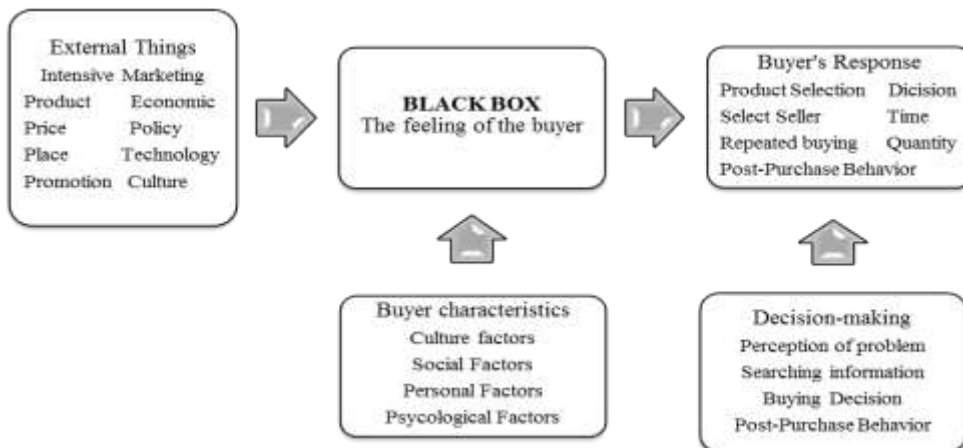 External Things
Intensive Marketing
Product Economic
Price Policy
Place Technology
Promotion Culture
BLACK BOX
The feeling of the buyer
Buyer's Response
Product Selection Dicision
Select Seller Time
Repeated buying Quantity
Post-Purchase Behavior
Buyer characteristics
Culture factors
Social Factors
Personal Factors
Psycological Factors
Decision-making
Perception of problem
Searching information
Buying Decision
Post-Purchase Behavior